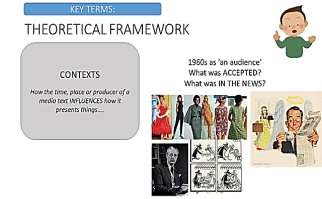 KEY TERMS:
THEORETICAL FRAMEWORK
CONTEXTS
How the time, place or producer of a
media text INFLUENCES how it
presents things....
1960s as 'an audience'
What was ACCEPTED?
What was IN THE NEWS?